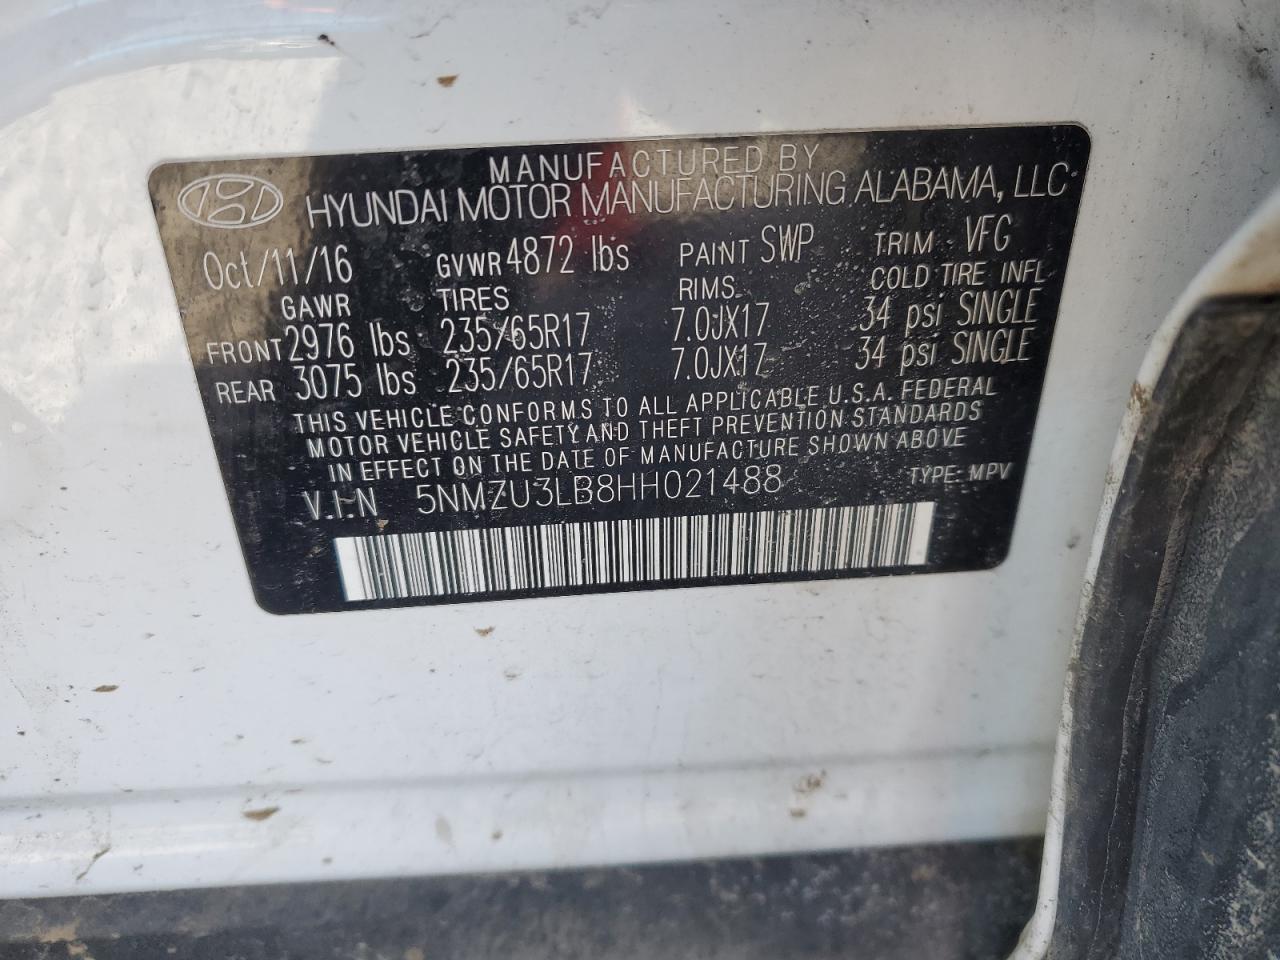 MANUFACTURED BY
HYUNDAI MOTOR MANUFACTURING ALABAMA, LLC
Oct/11/16 GVWR 4872 lbs PAINT SWP TRIM VFG
GAWR TIRES RIMS COLD TIRE INFL
FRONT 2976 lbs 235/65R17 7.0JX17 34 psi SINGLE
REAR 3075 lbs 235/65R17 7.0JX17 34 psi SINGLE
THIS VEHICLE CONFORMS TO ALL APPLICABLE U.S.A. FEDERAL
MOTOR VEHICLE SAFETY AND THEFT PREVENTION STANDARDS
IN EFFECT ON THE DATE OF MANUFACTURE SHOWN ABOVE
V.I.N 5NMZU3LB8HH021488 TYPE: MPV